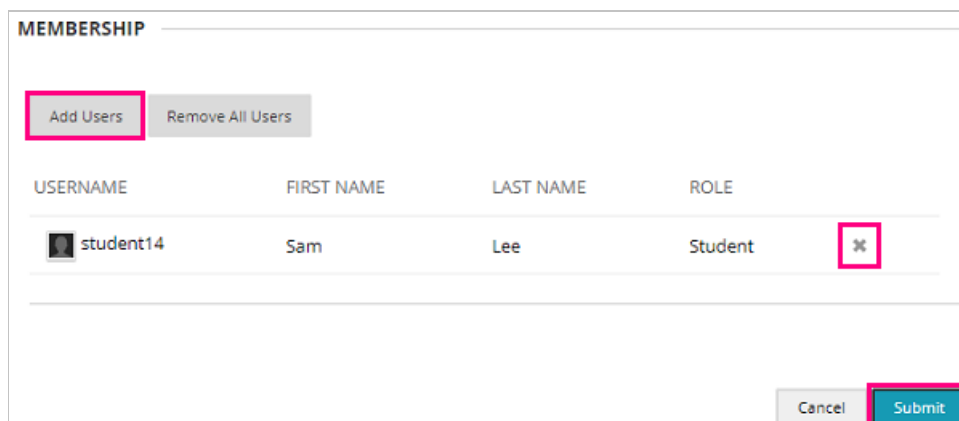 MEMBERSHIP
Add Users Remove All Users
USERNAME FIRST NAME LAST NAME ROLE
student14 Sam Lee Student
Cancel Submit